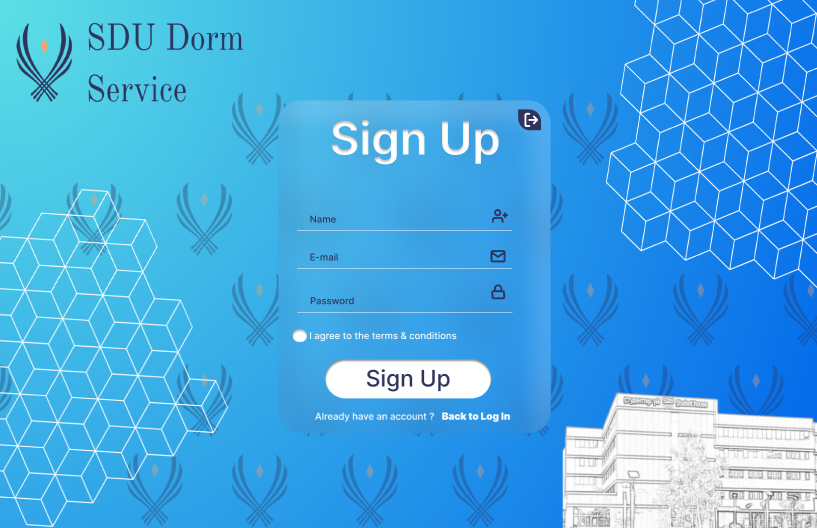 SDU Dorm
Service
Sign Up
Name
E-mail
Password
I agree to the terms & conditions
Sign Up
Already have an account ? Back to Log In